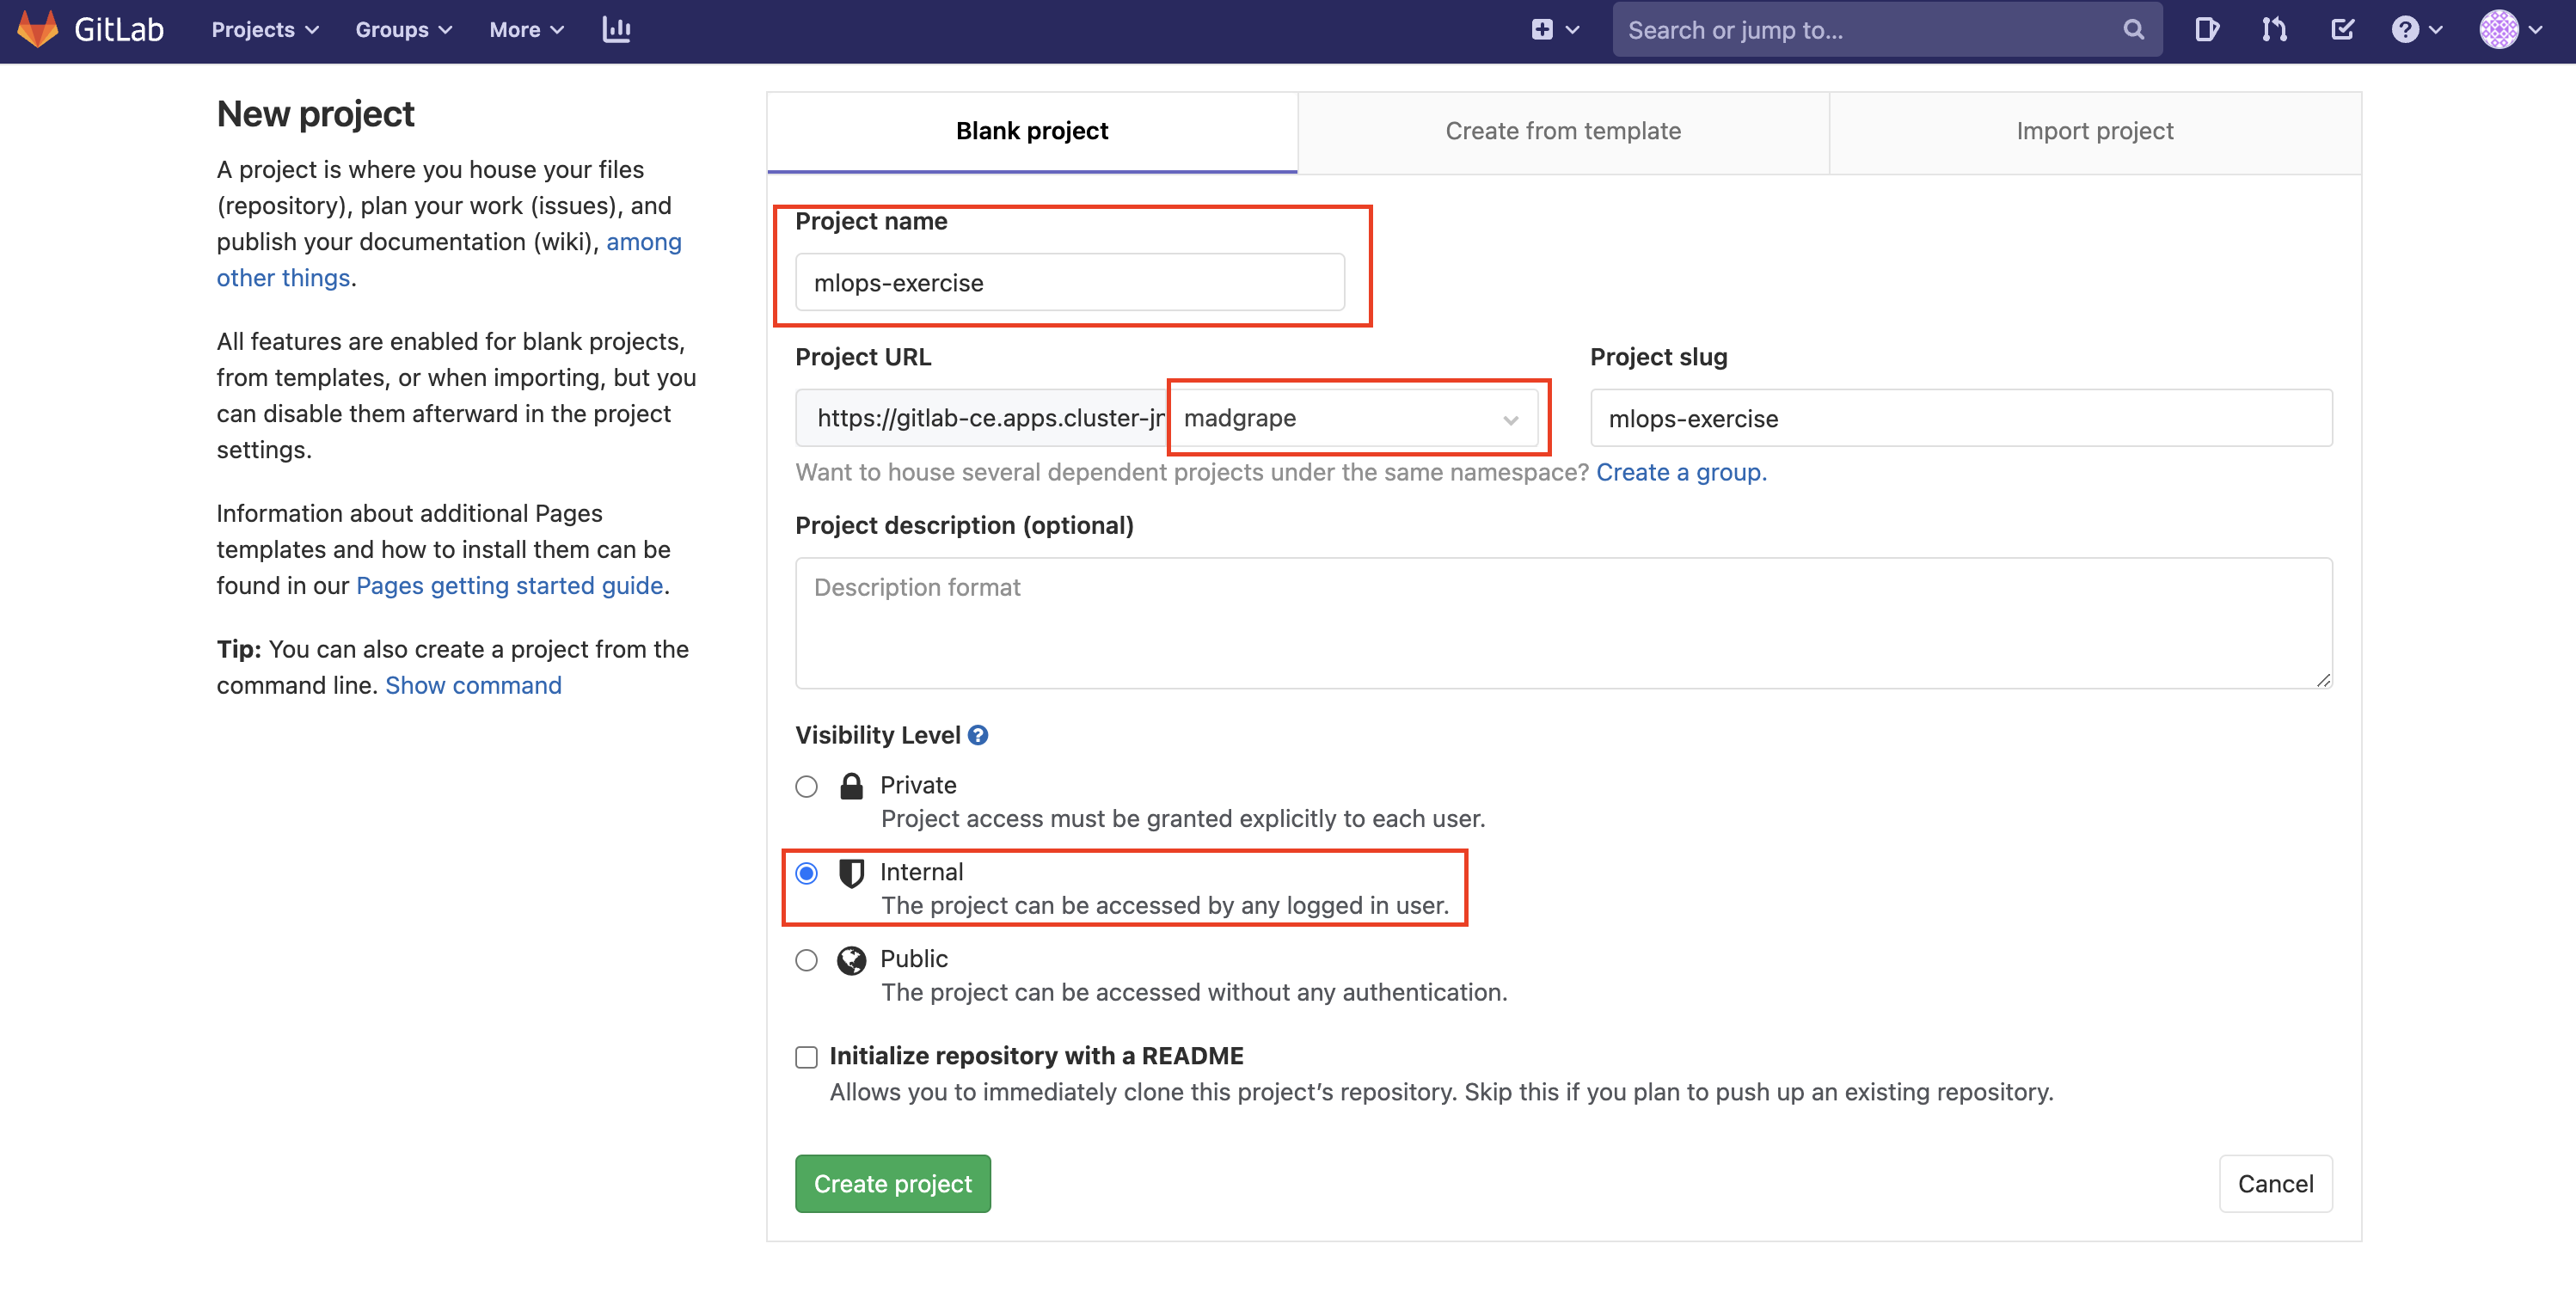 GitLab Projects Groups More Search or jump to...
New project
A project is where you house your files
(repository), plan your work (issues), and
publish your documentation (wiki), among
other things.
All features are enabled for blank projects,
from templates, or when importing, but you
can disable them afterward in the project
settings.
Information about additional Pages
templates and how to install them can be
found in our Pages getting started guide.
Tip: You can also create a project from the
command line. Show command
Blank project Create from template Import project
Project name
mlops-exercise
Project URL Project slug
https://gitlab-ce.apps.cluster-jr madgrape mlops-exercise
Want to house several dependent projects under the same namespace? Create a group.
Project description (optional)
Description format
Visibility Level ?
Private
Project access must be granted explicitly to each user.
Internal
The project can be accessed by any logged in user.
Public
The project can be accessed without any authentication.
Initialize repository with a README
Allows you to immediately clone this project’s repository. Skip this if you plan to push up an existing repository.
Create project Cancel